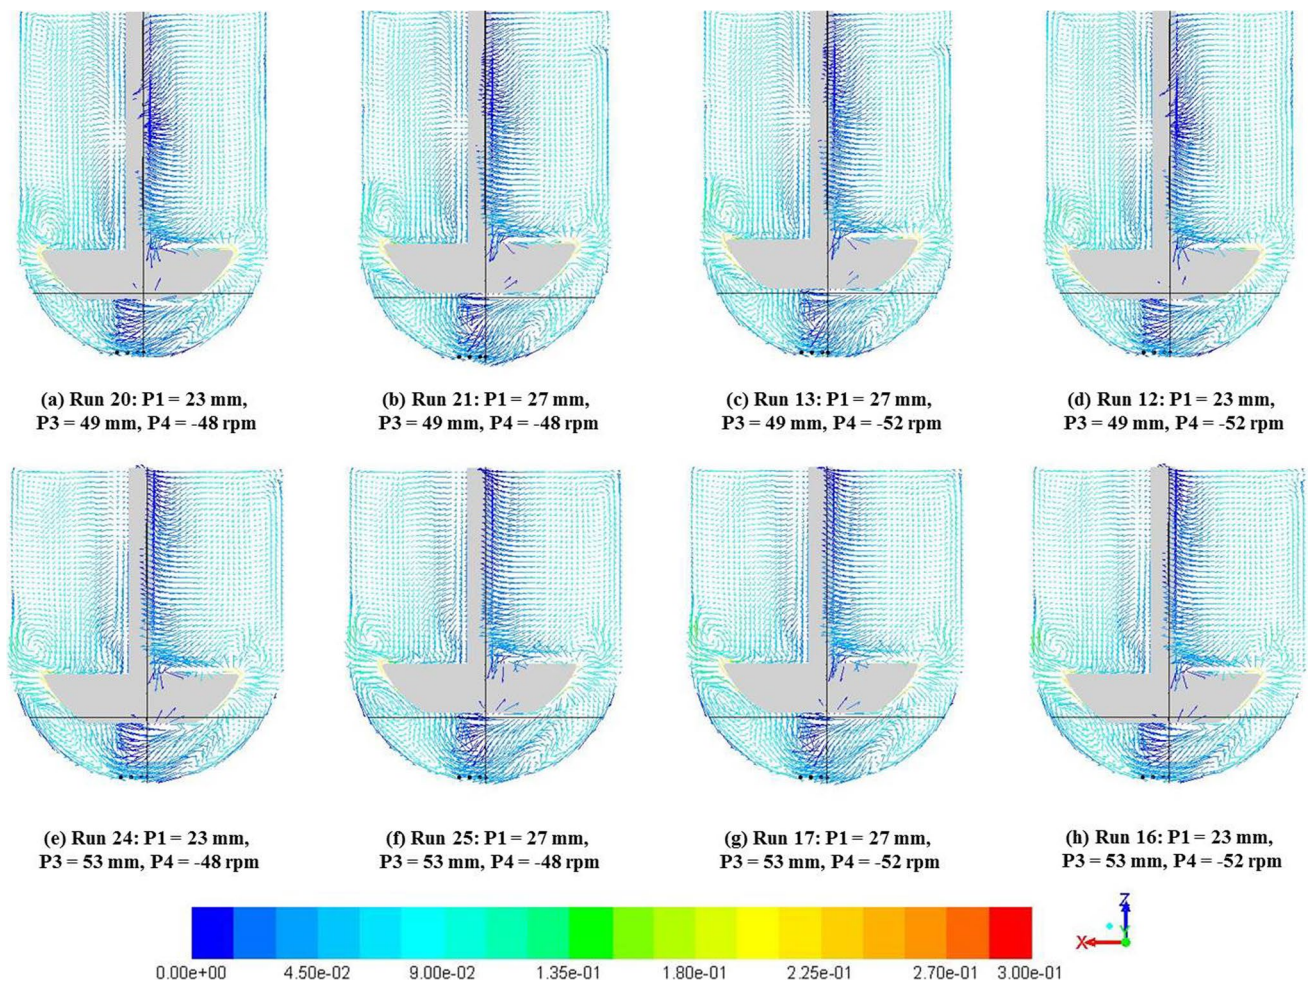 (a) Run 20: P1 = 23 mm,
P3 = 49 mm, P4 = -48 rpm
(b) Run 21: P1 = 27 mm,
P3 = 49 mm, P4 = -48 rpm
(c) Run 13: P1 = 27 mm,
P3 = 49 mm, P4 = -52 rpm
(d) Run 12: P1 = 23 mm,
P3 = 49 mm, P4 = -52 rpm
(e) Run 24: P1 = 23 mm,
P3 = 53 mm, P4 = -48 rpm
(f) Run 25: P1 = 27 mm,
P3 = 53 mm, P4 = -48 rpm
(g) Run 17: P1 = 27 mm,
P3 = 53 mm, P4 = -52 rpm
(h) Run 16: P1 = 23 mm,
P3 = 53 mm, P4 = -52 rpm
0.00e+00 4.50e-02 9.00e-02 1.35e-01 1.80e-01 2.25e-01 2.70e-01 3.00e-01
Z
Y
X